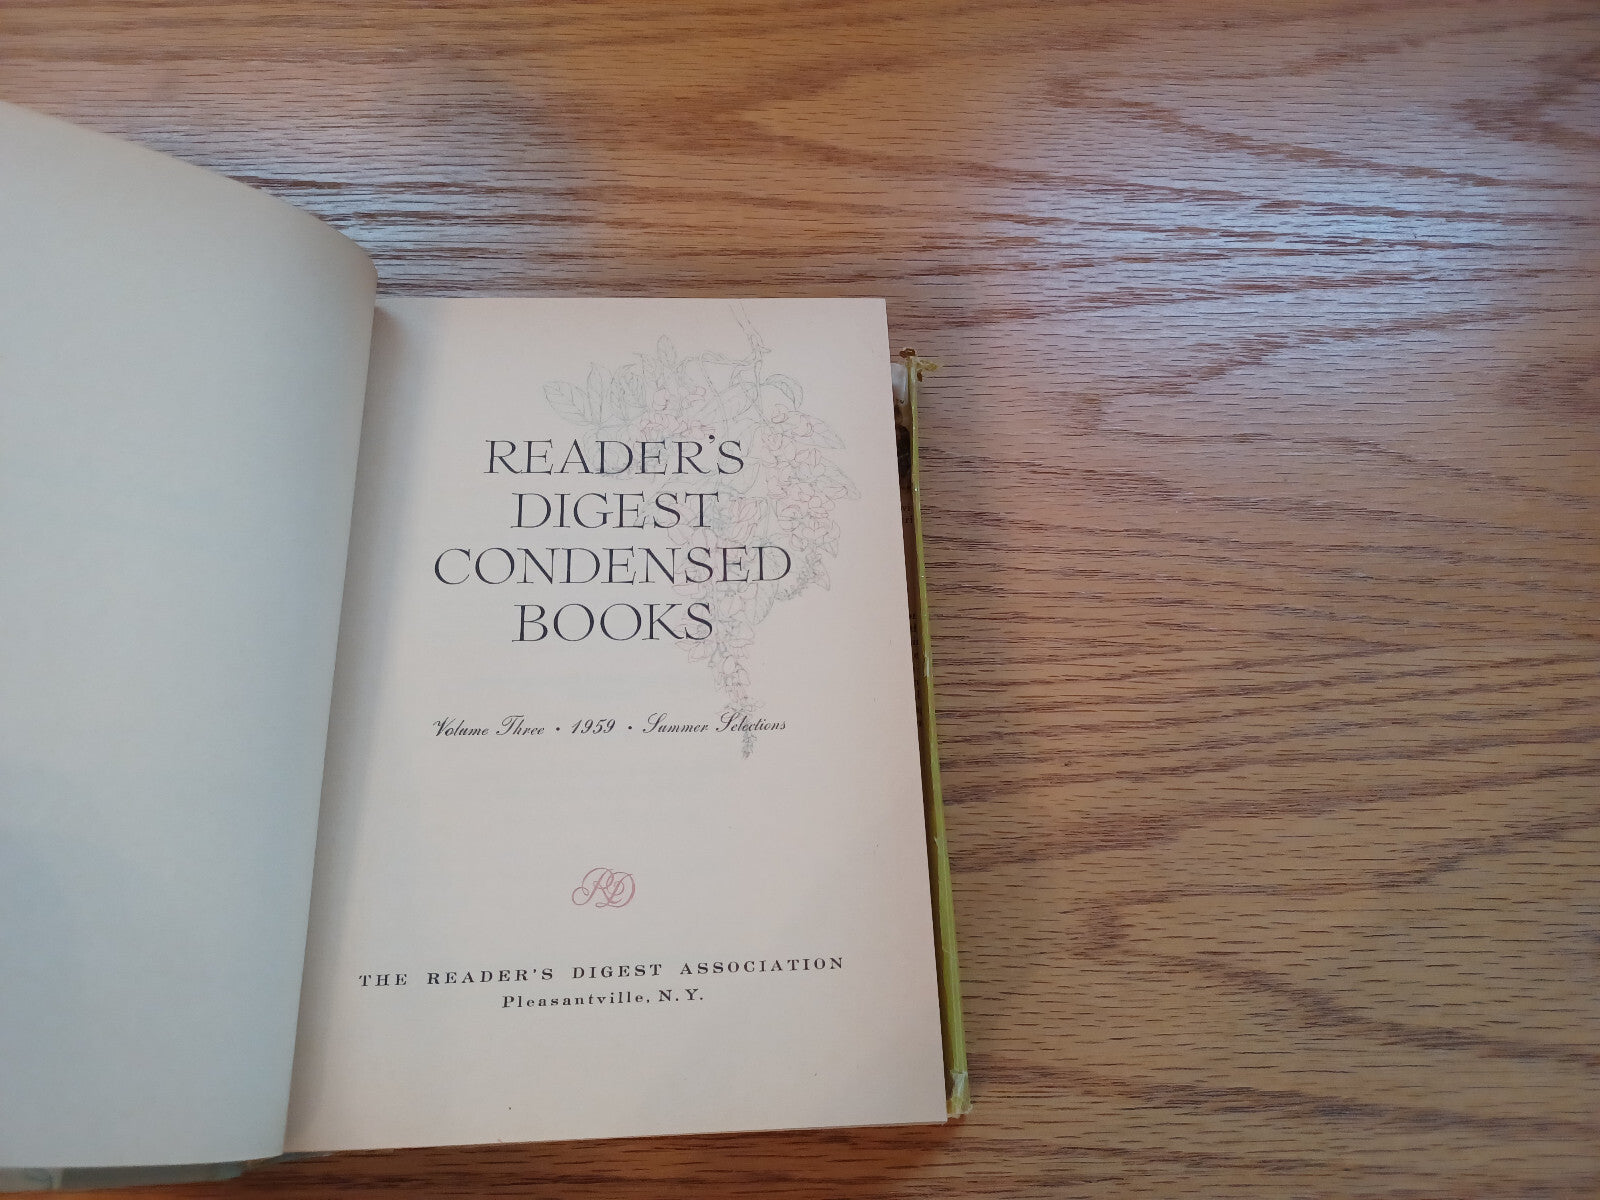 READER'S
DIGEST
CONDENSED
BOOKS
Volume Three • 1959 • Summer Selections
RD
THE READER'S DIGEST ASSOCIATION
Pleasantville, N. Y.